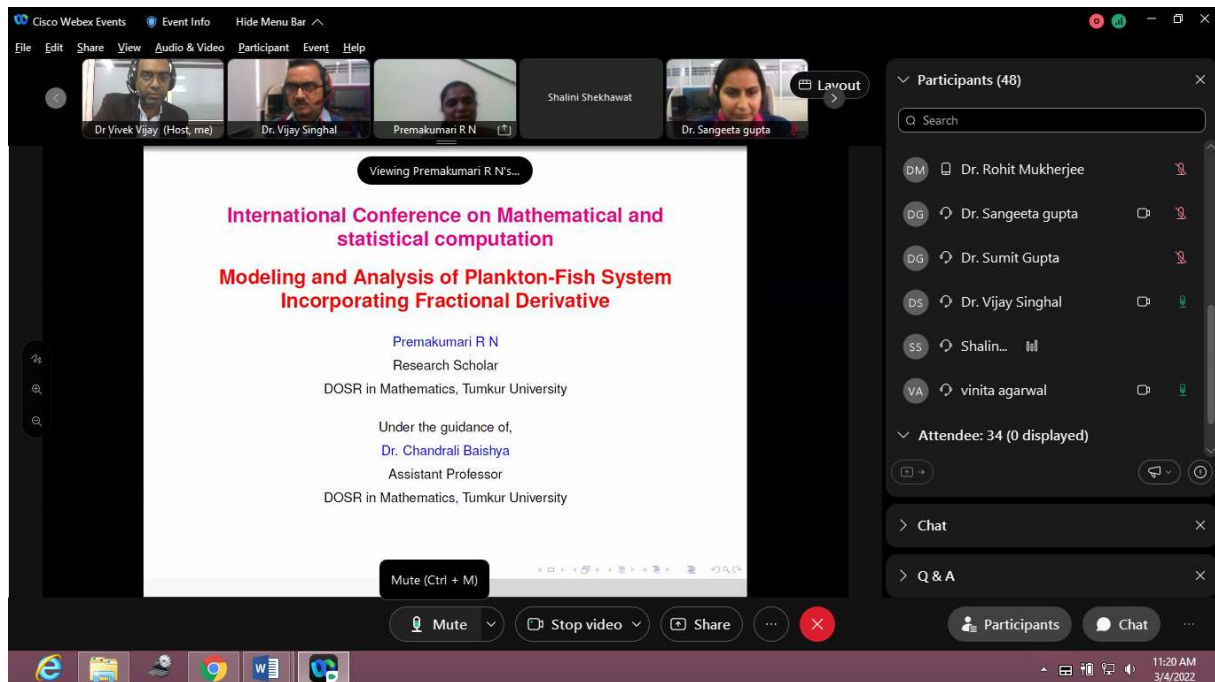 Cisco Webex Events Event Info Hide Menu Bar
File Edit Share View Audio & Video Participant Event Help
Dr Vivek Vijay (Host, me)
Dr. Vijay Singhal
Premakumari R N
Shalini Shekhawat
Dr. Sangeeta gupta
Layout
Viewing Premakumari R N's...
International Conference on Mathematical and
statistical computation
Modeling and Analysis of Plankton-Fish System
Incorporating Fractional Derivative
Premakumari R N
Research Scholar
DOSR in Mathematics, Tumkur University
Under the guidance of,
Dr. Chandrali Baishya
Assistant Professor
DOSR in Mathematics, Tumkur University
Mute (Ctrl + M)
Participants (48)
Search
DM Dr. Rohit Mukherjee
DG Dr. Sangeeta gupta
DG Dr. Sumit Gupta
DS Dr. Vijay Singhal
SS Shalin...
VA vinita agarwal
Attendee: 34 (0 displayed)
Chat
Q & A
Mute Stop video Share ... Participants Chat ...
11:20 AM
3/4/2022